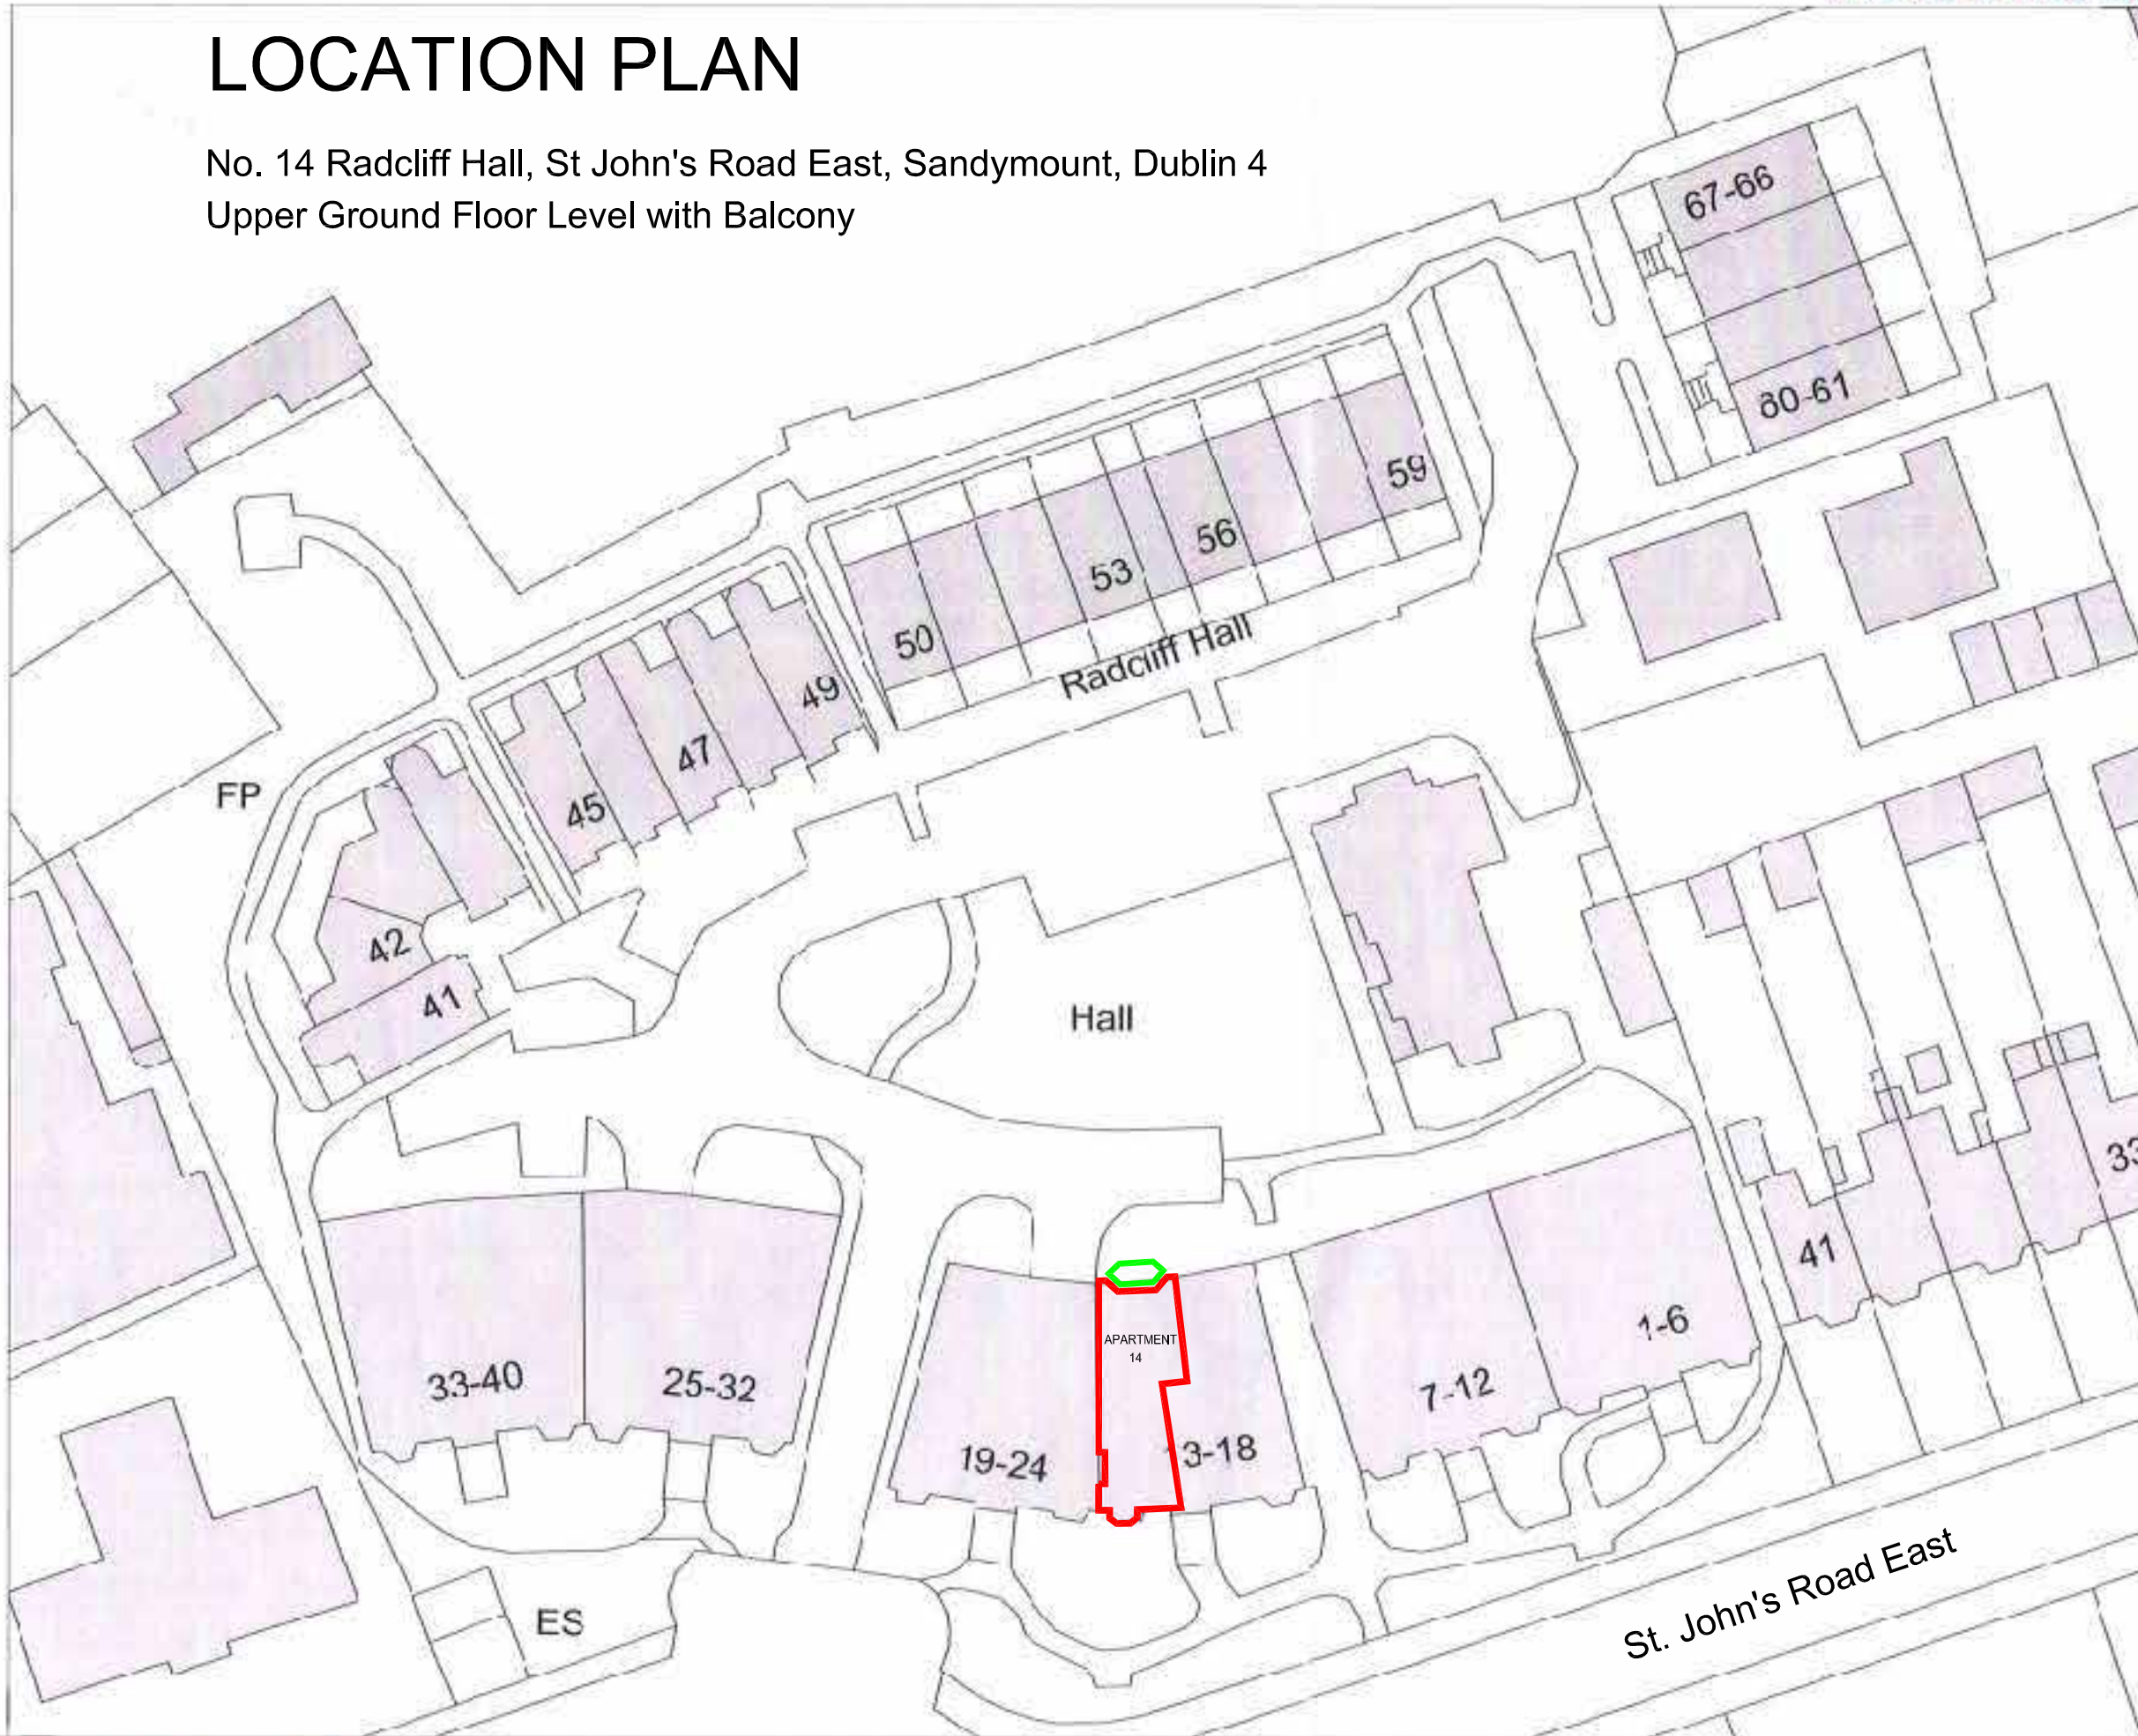 LOCATION PLAN
No. 14 Radcliff Hall, St John's Road East, Sandymount, Dublin 4
Upper Ground Floor Level with Balcony
67-66
60-61
59
56
53
50
Radcliff Hall
49
47
45
FP
42
41
Hall
33
41
1-6
APARTMENT
14
33-40
25-32
7-12
19-24
3-18
St. John's Road East
ES